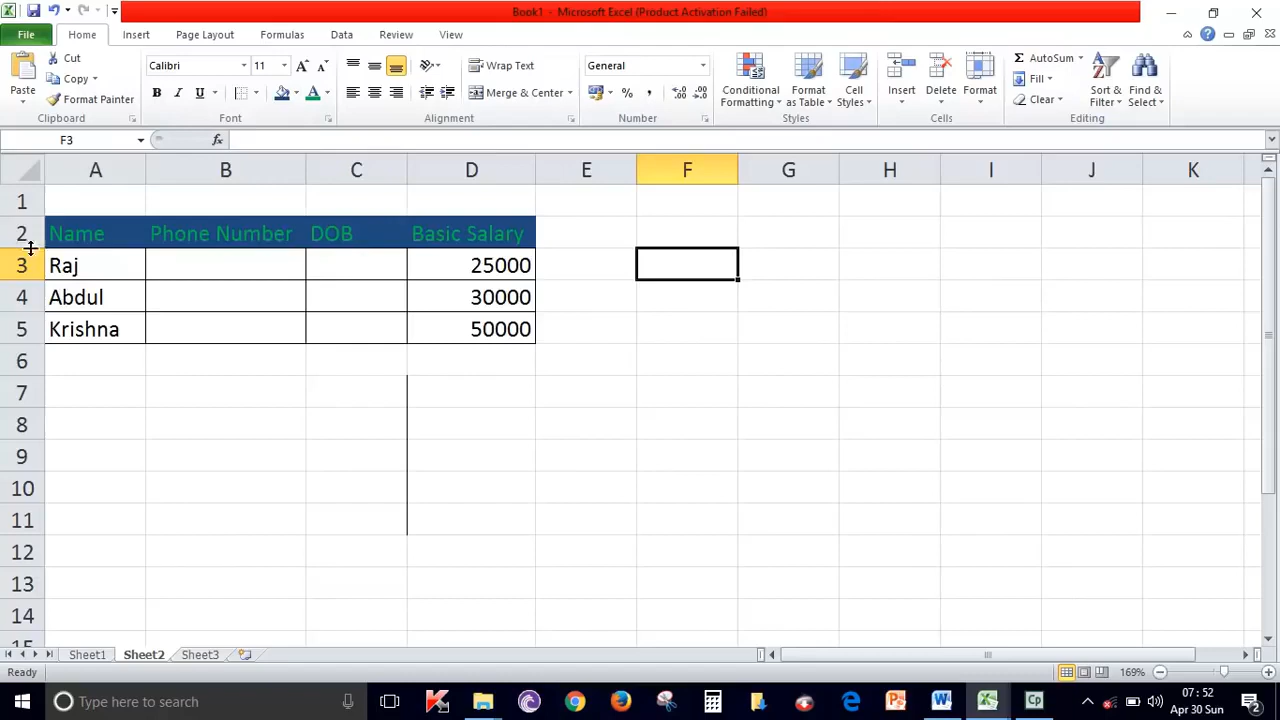 Book1 - Microsoft Excel (Product Activation Failed)
File Home Insert Page Layout Formulas Data Review View
Paste
Cut
Copy
Format Painter
Clipboard
Calibri 11
B I U
Font
Wrap Text
Merge & Center
Alignment
General
%
Number
Conditional Formatting
Format as Table
Cell Styles
Styles
Insert
Delete
Format
Cells
AutoSum
Fill
Clear
Sort & Filter
Find & Select
Editing
F3 fx
A B C D E F G H I J K
1
2 Name Phone Number DOB Basic Salary
3 Raj 25000
4 Abdul 30000
5 Krishna 50000
6
7
8
9
10
11
12
13
14
15
Sheet1 Sheet2 Sheet3
Ready 169%
Type here to search
07 : 52
Apr 30 Sun
2